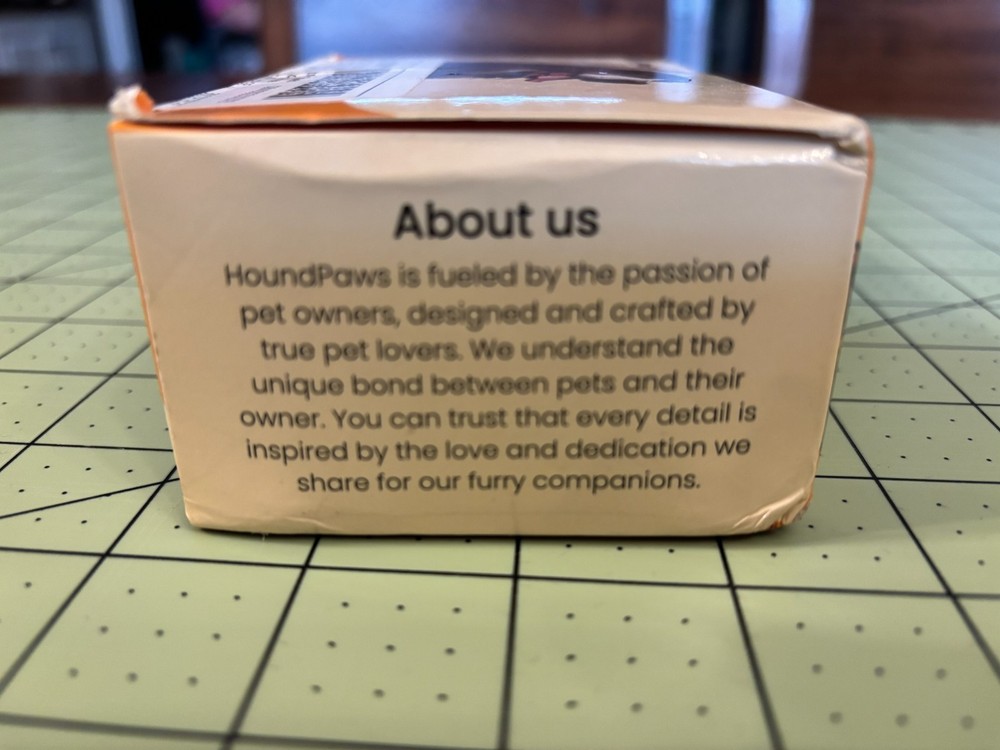 About us
HoundPaws is fueled by the passion of
pet owners, designed and crafted by
true pet lovers. We understand the
unique bond between pets and their
owner. You can trust that every detail is
inspired by the love and dedication we
share for our furry companions.